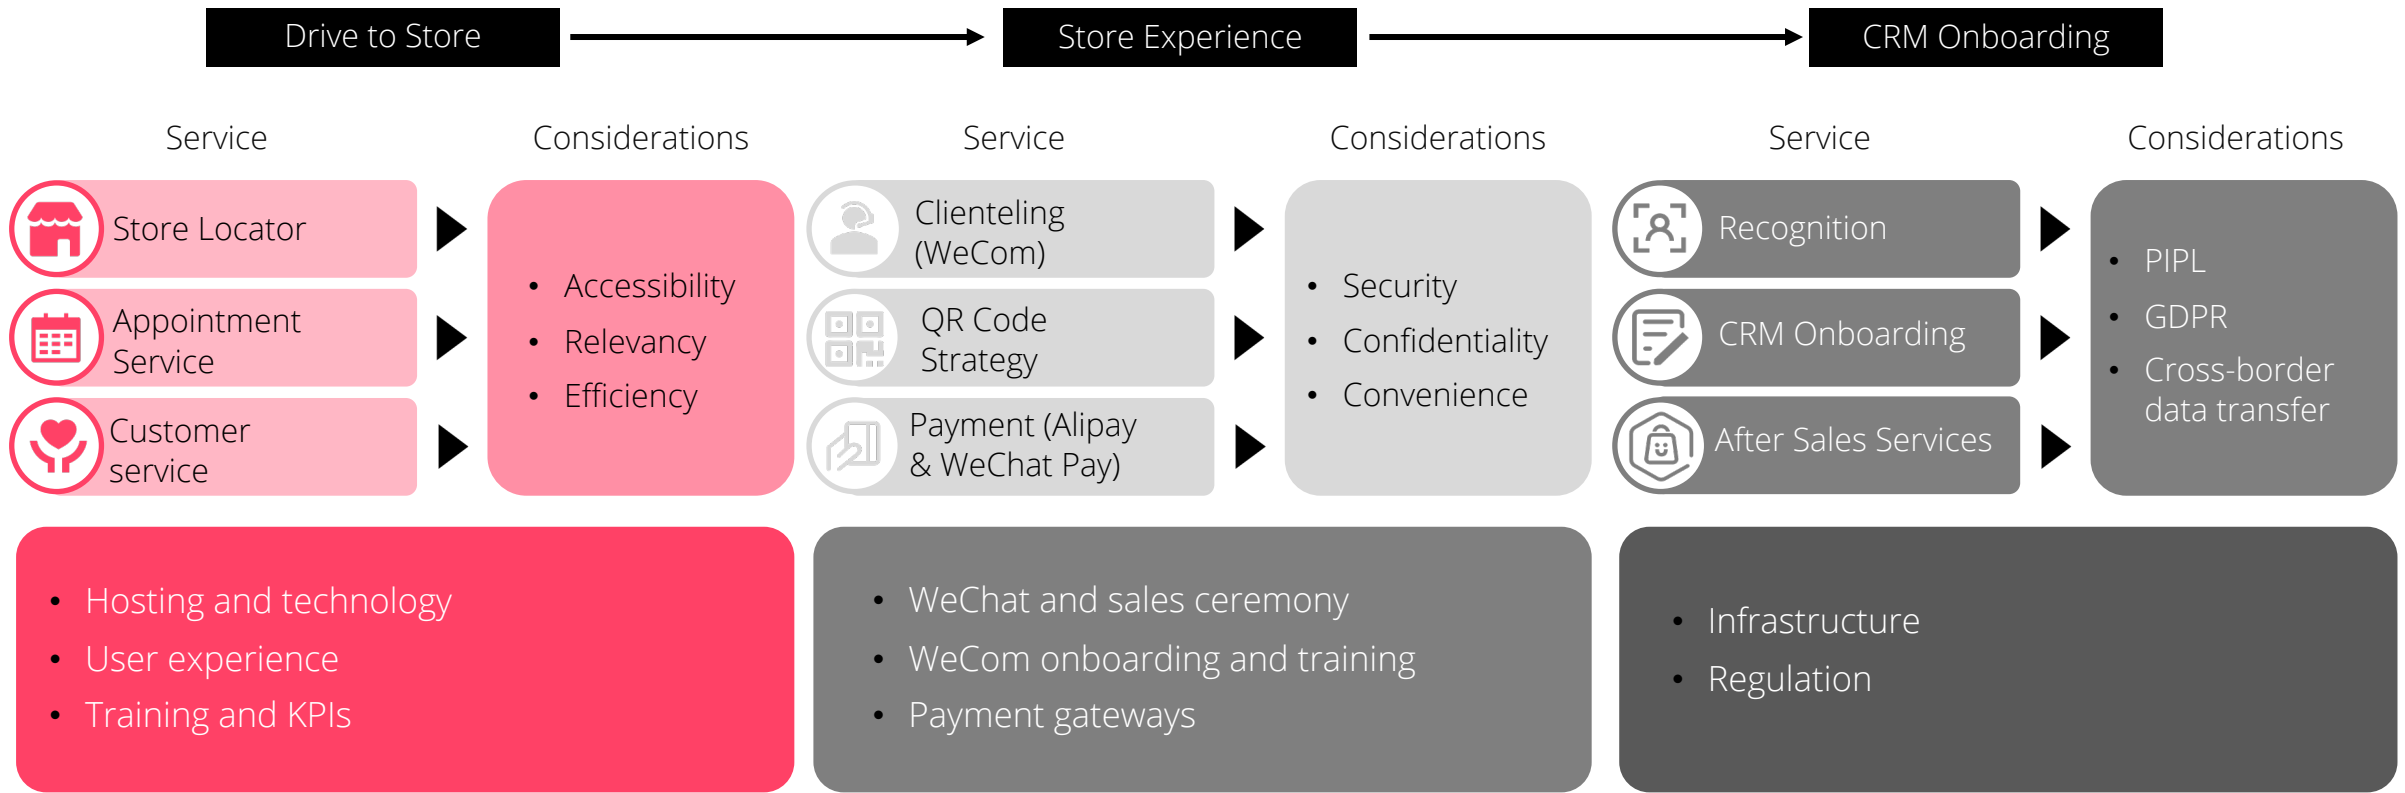 Drive to Store
Store Experience
CRM Onboarding
Service
Considerations
Service
Considerations
Service
Considerations
Store Locator
Appointment
Service
Customer
service
• Accessibility
• Relevancy
• Efficiency
Clienteling
(WeCom)
QR Code
Strategy
Payment (Alipay
& WeChat Pay)
• Security
• Confidentiality
• Convenience
Recognition
CRM Onboarding
After Sales Services
• PIPL
• GDPR
• Cross-border
data transfer
• Hosting and technology
• User experience
• Training and KPIs
• WeChat and sales ceremony
• WeCom onboarding and training
• Payment gateways
• Infrastructure
• Regulation